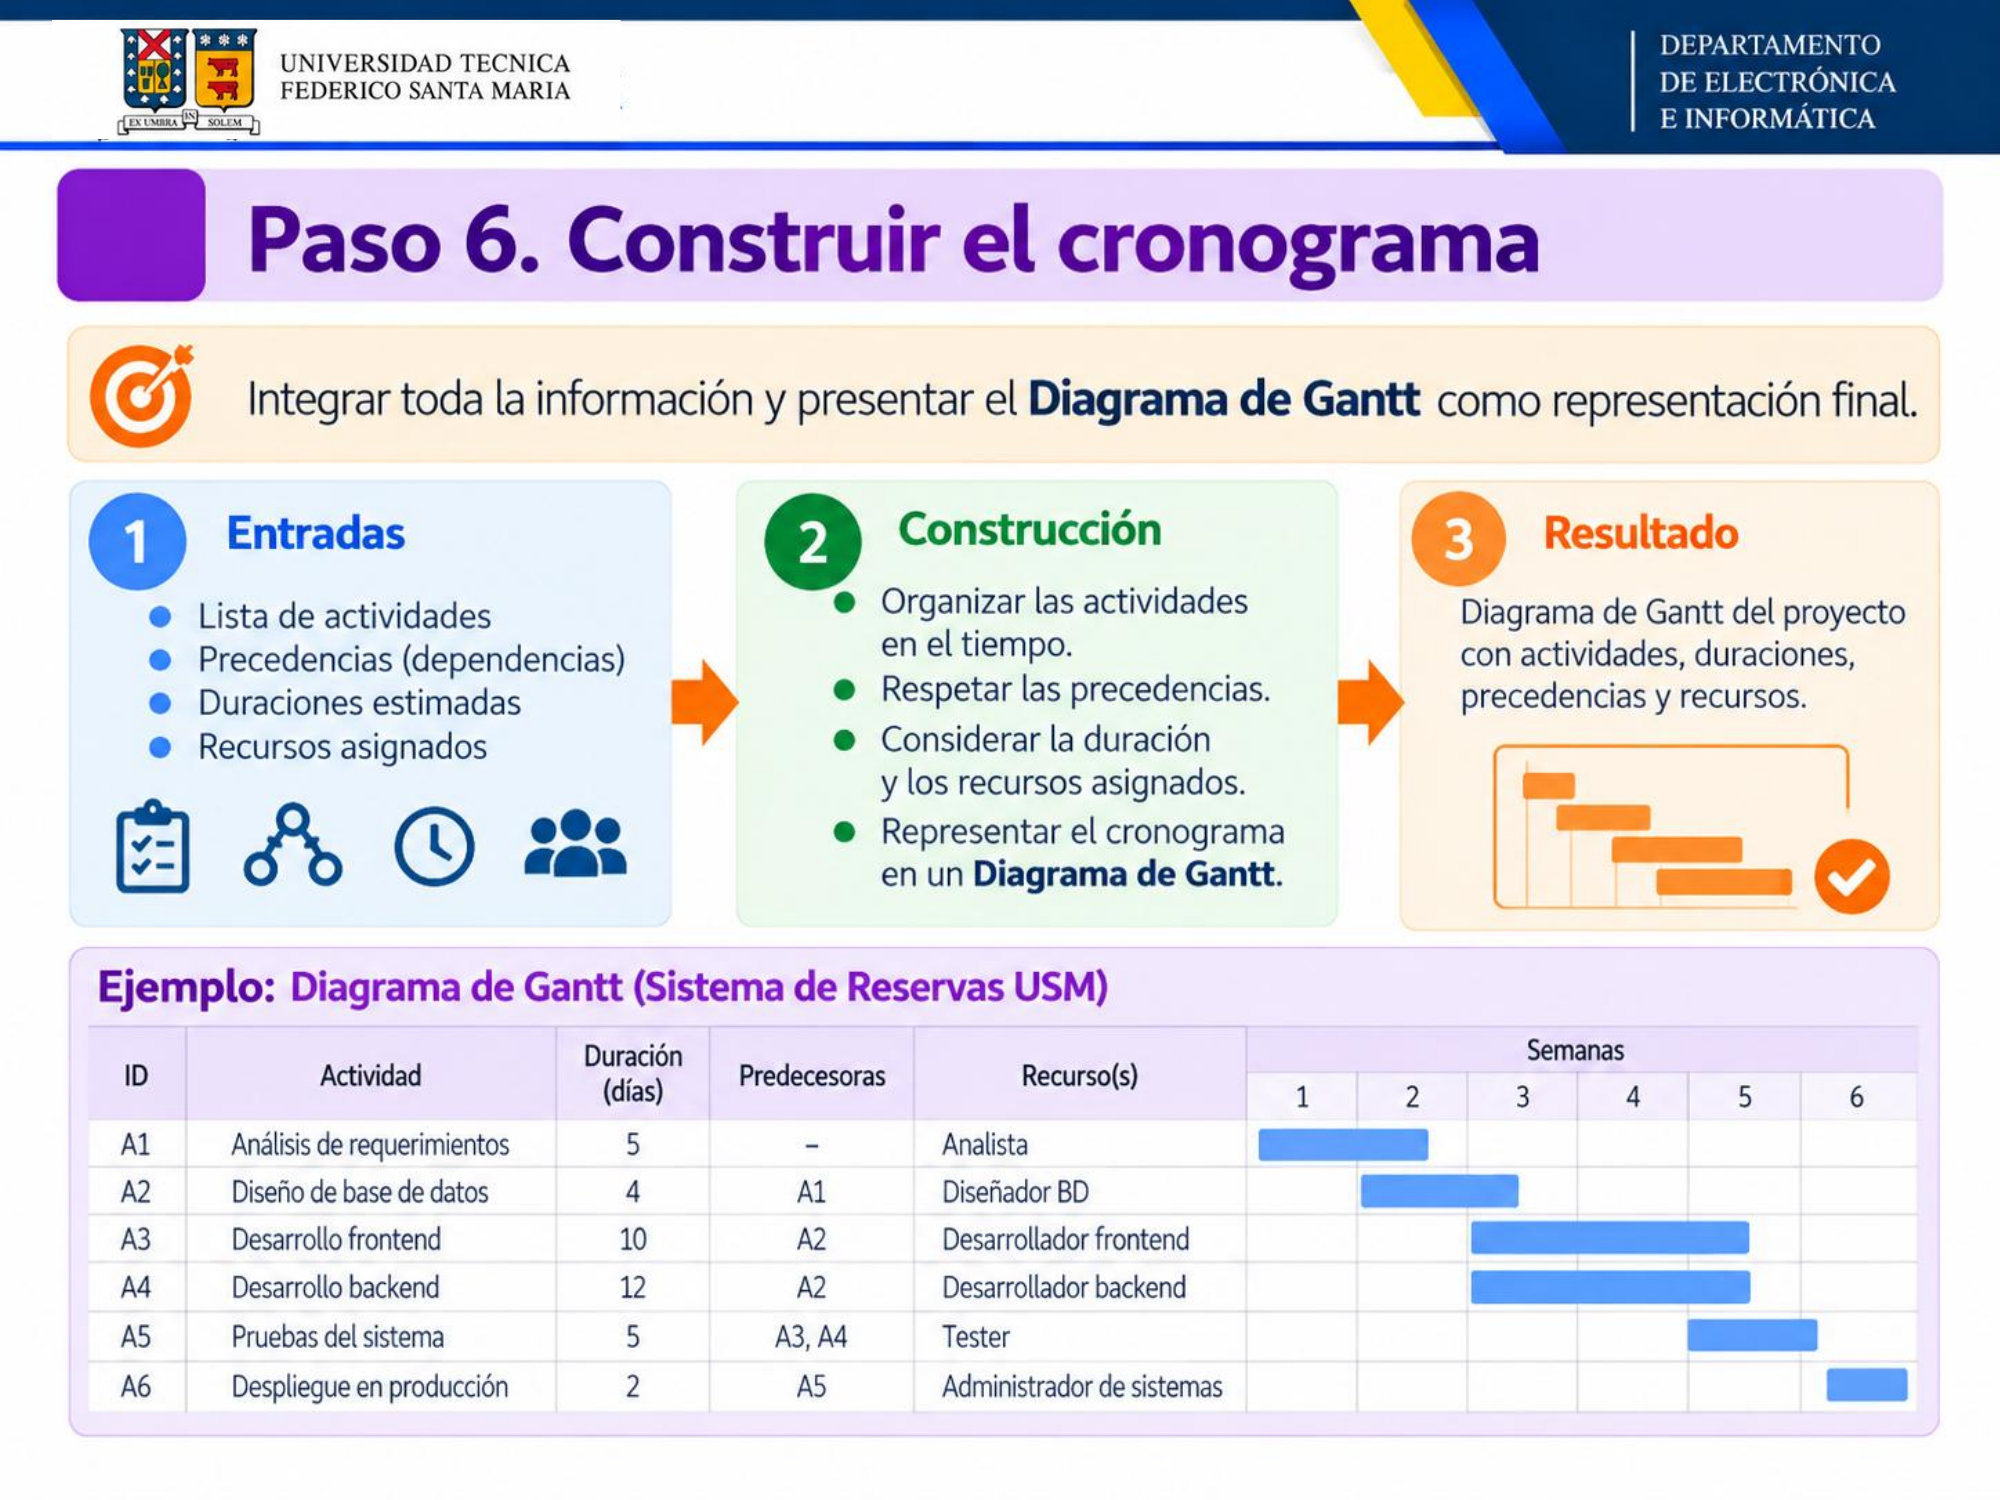 UNIVERSIDAD TECNICA
FEDERICO SANTA MARIA
EX UMBRA IN SOLEM
DEPARTAMENTO
DE ELECTRÓNICA
E INFORMÁTICA
Paso 6. Construir el cronograma
Integrar toda la información y presentar el Diagrama de Gantt como representación final.
1 Entradas
Lista de actividades
Precedencias (dependencias)
Duraciones estimadas
Recursos asignados
2 Construcción
Organizar las actividades
en el tiempo.
Respetar las precedencias.
Considerar la duración
y los recursos asignados.
Representar el cronograma
en un Diagrama de Gantt.
3 Resultado
Diagrama de Gantt del proyecto
con actividades, duraciones,
precedencias y recursos.
Ejemplo: Diagrama de Gantt (Sistema de Reservas USM)
ID Actividad Duración (días) Predecesoras Recurso(s) Semanas
1 2 3 4 5 6
A1 Análisis de requerimientos 5 – Analista
A2 Diseño de base de datos 4 A1 Diseñador BD
A3 Desarrollo frontend 10 A2 Desarrollador frontend
A4 Desarrollo backend 12 A2 Desarrollador backend
A5 Pruebas del sistema 5 A3, A4 Tester
A6 Despliegue en producción 2 A5 Administrador de sistemas